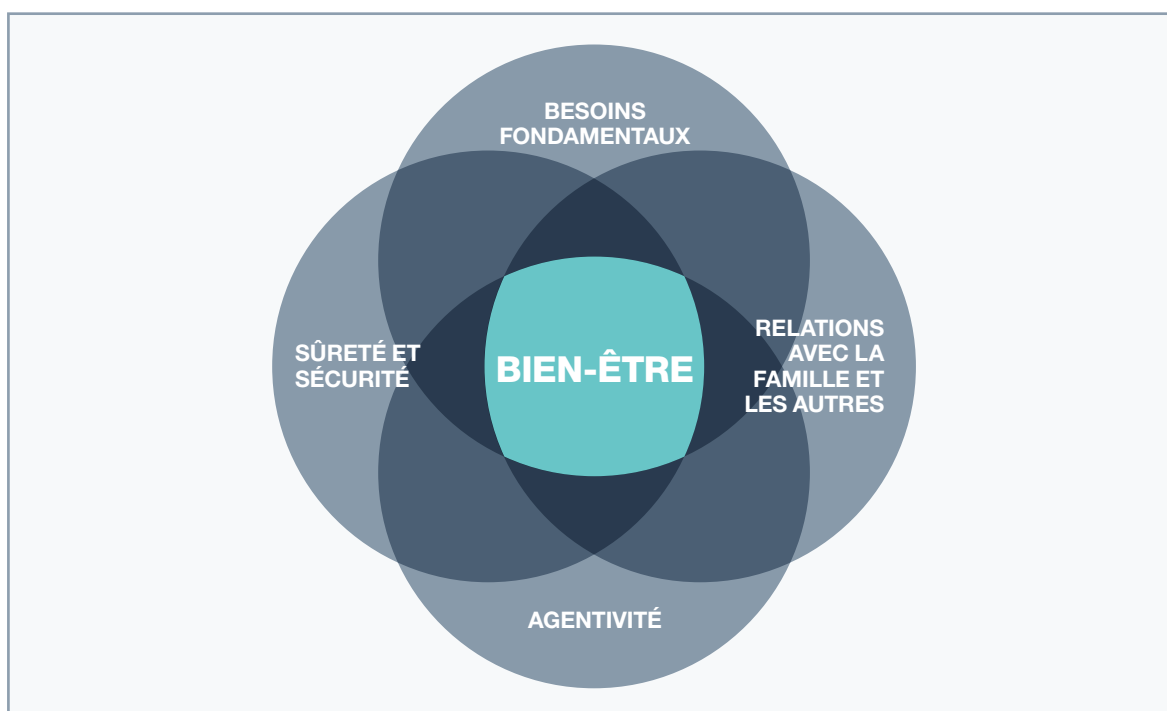 BESOINS
FONDAMENTAUX
SÛRETÉ ET
SÉCURITÉ
BIEN-ÊTRE
RELATIONS
AVEC LA
FAMILLE ET
LES AUTRES
AGENTIVITÉ